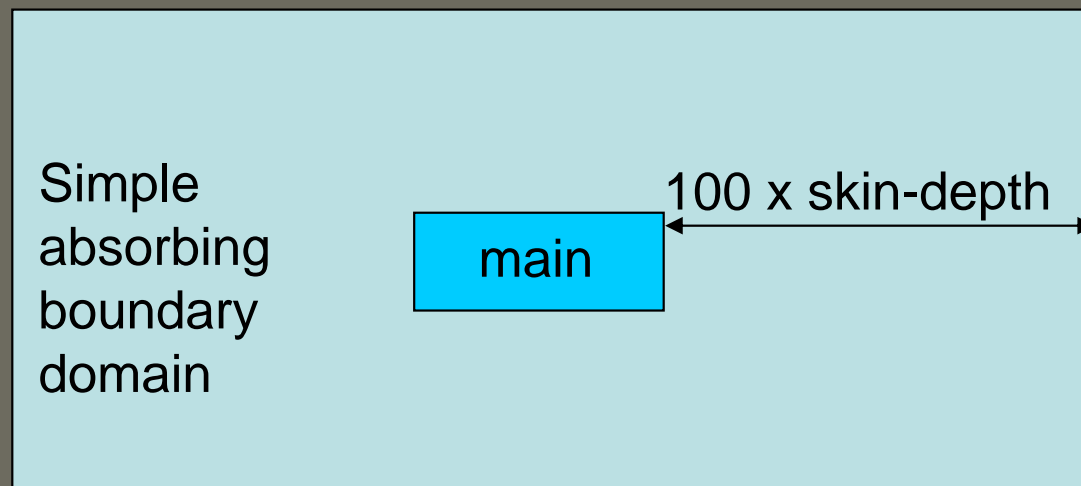 Simple
absorbing
boundary
domain
100 x skin-depth
main